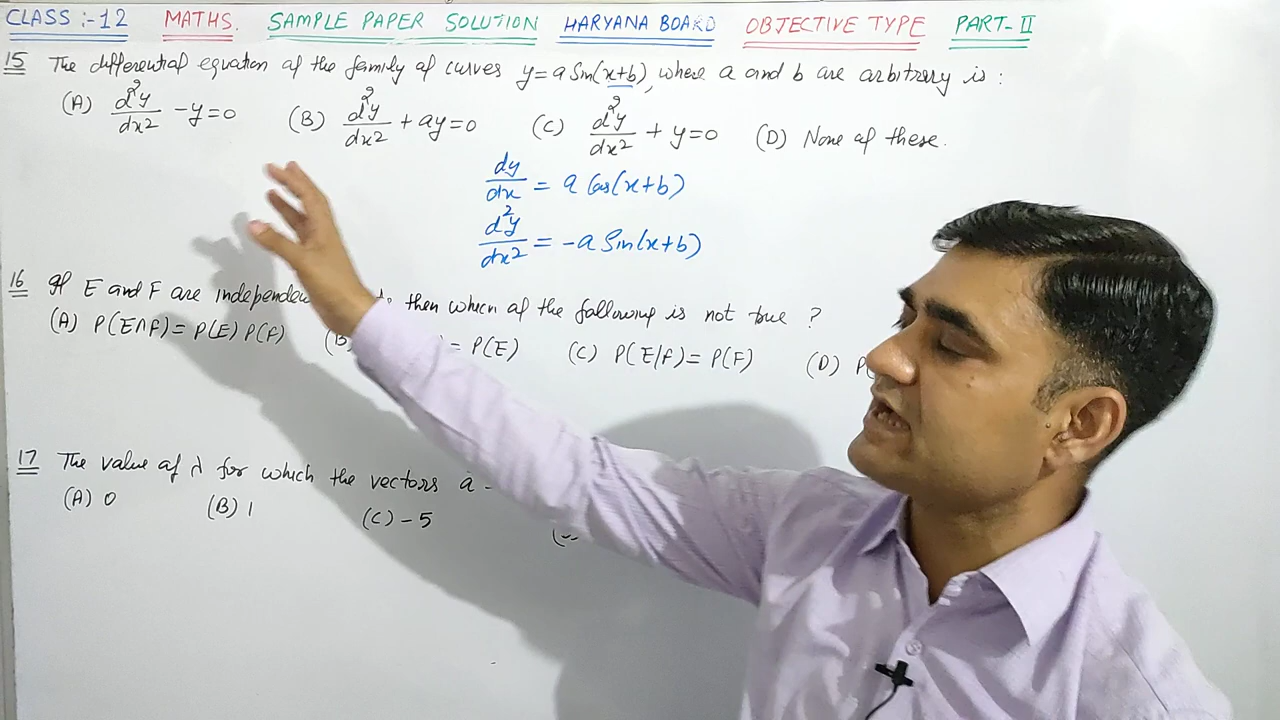 CLASS :- 12 MATHS. SAMPLE PAPER SOLUTION HARYANA BOARD OBJECTIVE TYPE PART- II
15 The differential equation of the family of curves y = a Sin(x+b), where a and b are arbitrary is :
(A) d²y/dx² - y = 0 (B) d²y/dx² + ay = 0 (C) d²y/dx² + y = 0 (D) None of these.
dy/dx = a Cos(x+b)
d²y/dx² = -a Sin(x+b)
16 If E and F are then which of the following is not true ?
(A) P(E∩F) = P(E) P(F) = P(E) (C) P(E/F) = P(F) (D)
17 The value of λ for which the vectors
(A) 0 (B) 1 (C) -5